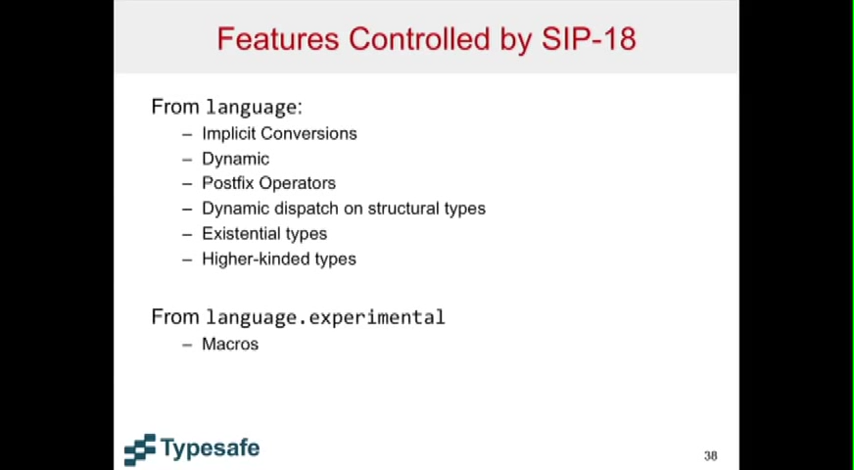 Features Controlled by SIP-18
From language:
– Implicit Conversions
– Dynamic
– Postfix Operators
– Dynamic dispatch on structural types
– Existential types
– Higher-kinded types
From language.experimental
– Macros
Typesafe
38